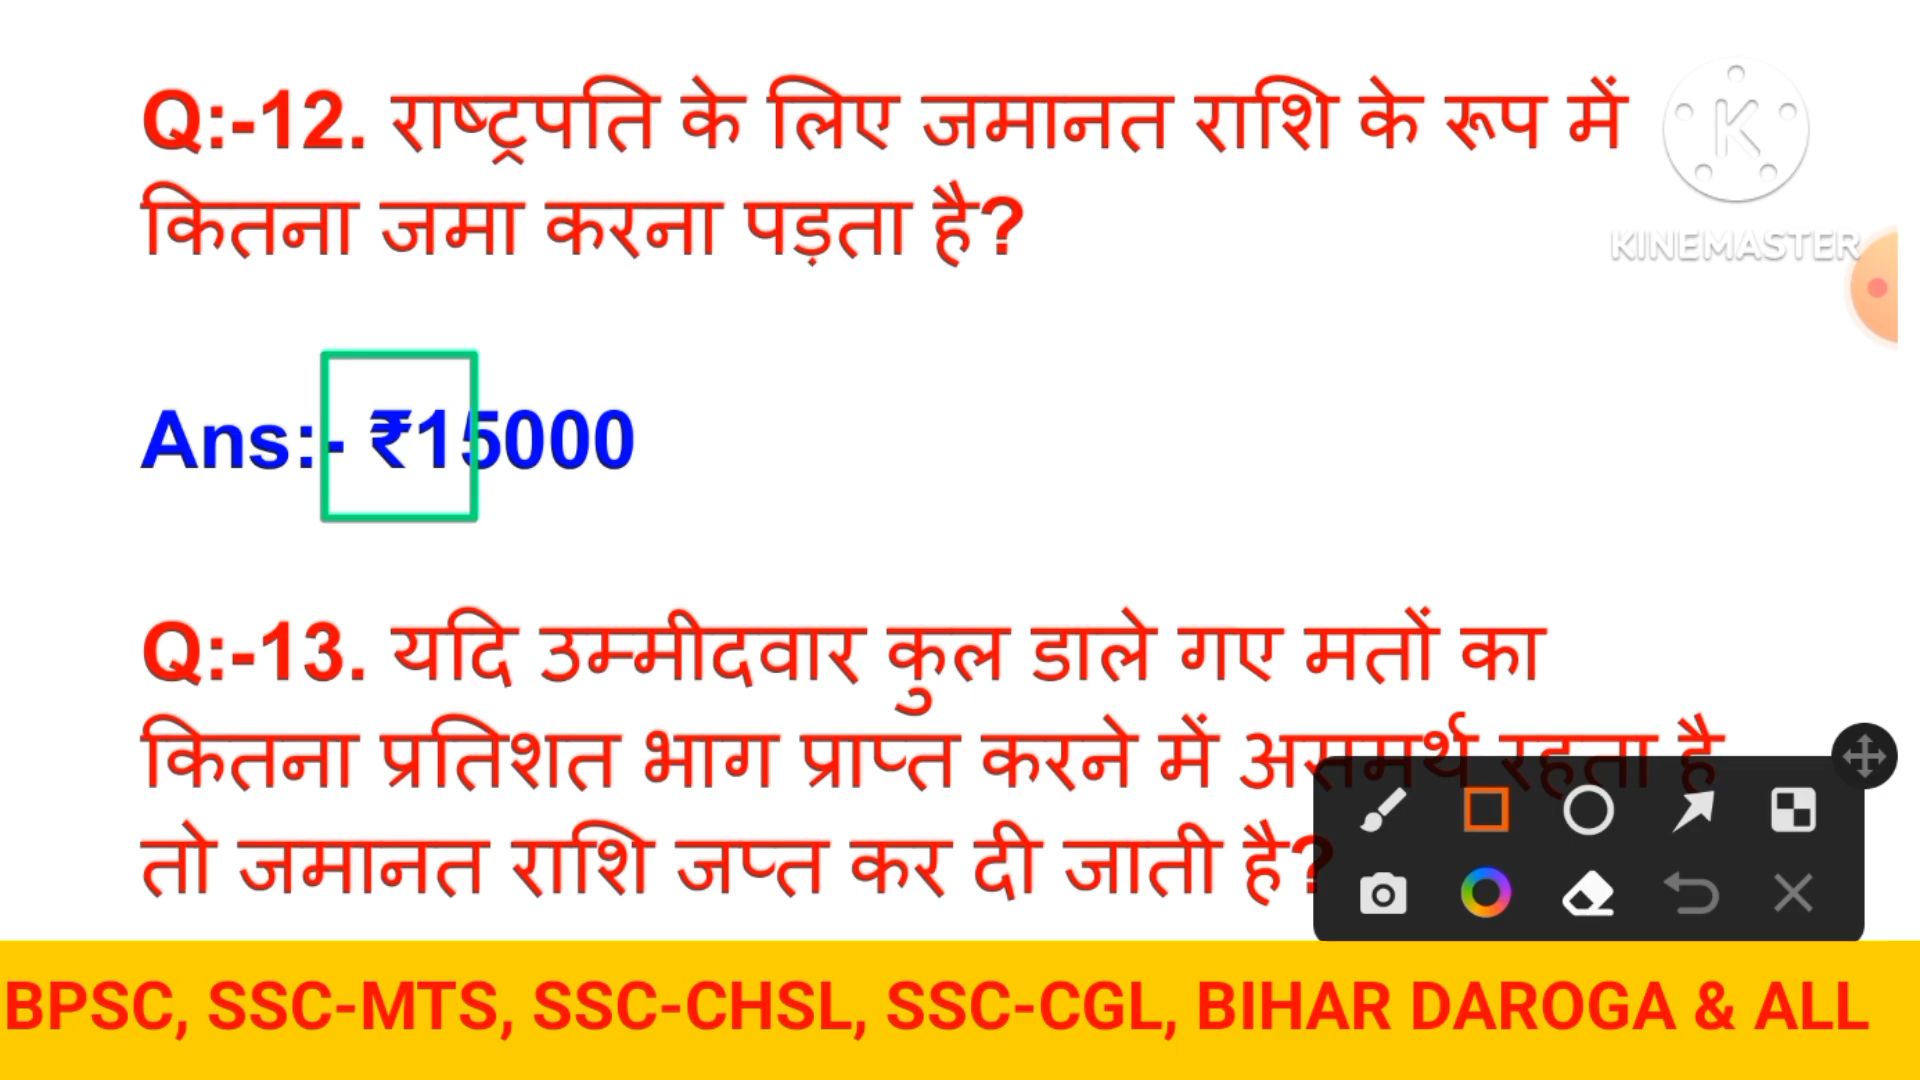 Q:-12. राष्ट्रपति के लिए जमानत राशि के रूप में
कितना जमा करना पड़ता है?
KINEMASTER
Ans:- ₹15000
Q:-13. यदि उम्मीदवार कुल डाले गए मतों का
कितना प्रतिशत भाग प्राप्त करने में असमर्थ रहता है
तो जमानत राशि जप्त कर दी जाती है?
BPSC, SSC-MTS, SSC-CHSL, SSC-CGL, BIHAR DAROGA & ALL